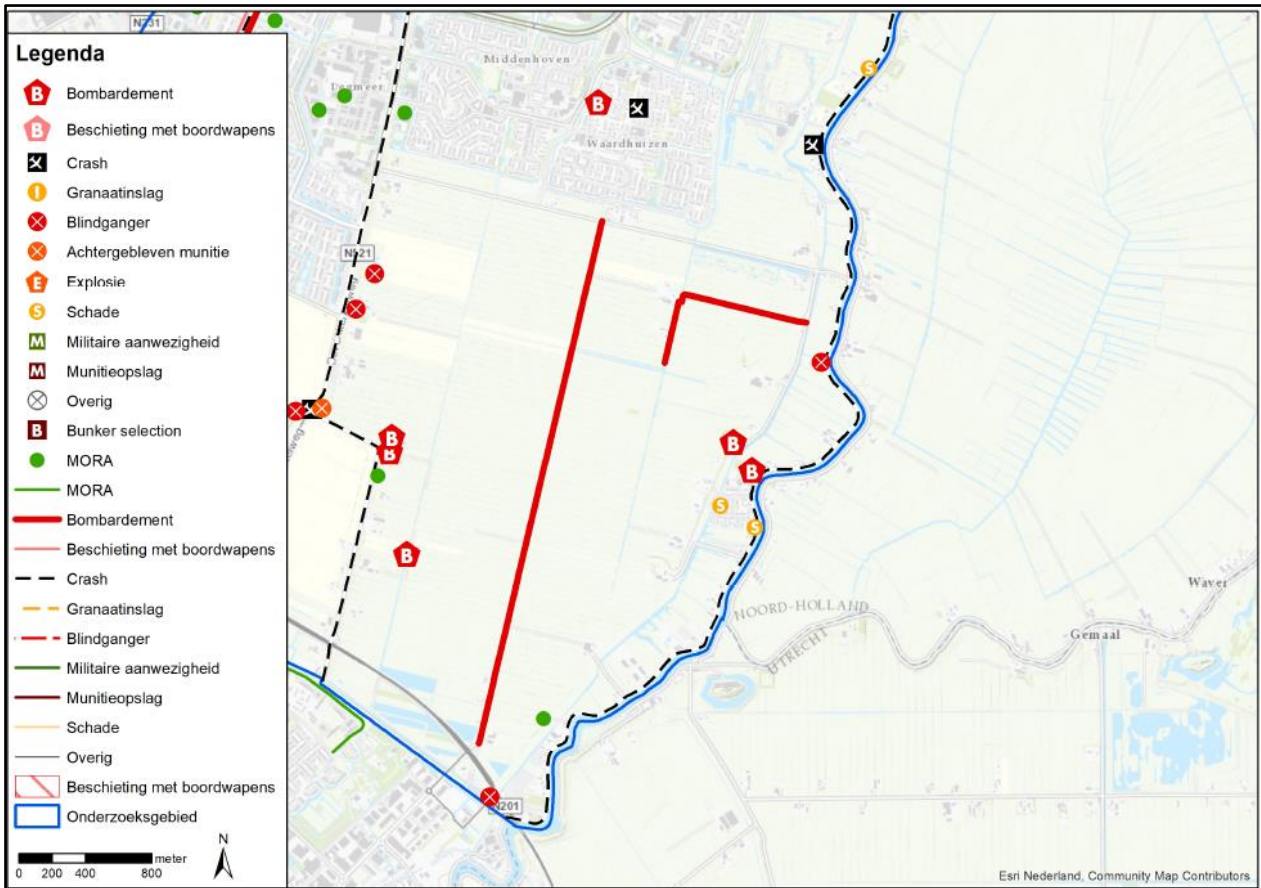 N231
Legenda
Bombardement
Beschieting met boordwapens
Crash
Granaatinslag
Blindganger
Achtergebleven munitie
Explosie
Schade
Militaire aanwezigheid
Munitieopslag
Overig
Bunker selection
MORA
MORA
Bombardement
Beschieting met boordwapens
Crash
Granaatinslag
Blindganger
Militaire aanwezigheid
Munitieopslag
Schade
Overig
Beschieting met boordwapens
Onderzoeksgebied
N
meter
0 200 400 800
Middenhoven
Legmeer
Waardhuizen
N521
NOORD-HOLLAND
UTRECHT
Waver
Gemaal
N201
Esri Nederland, Community Map Contributors